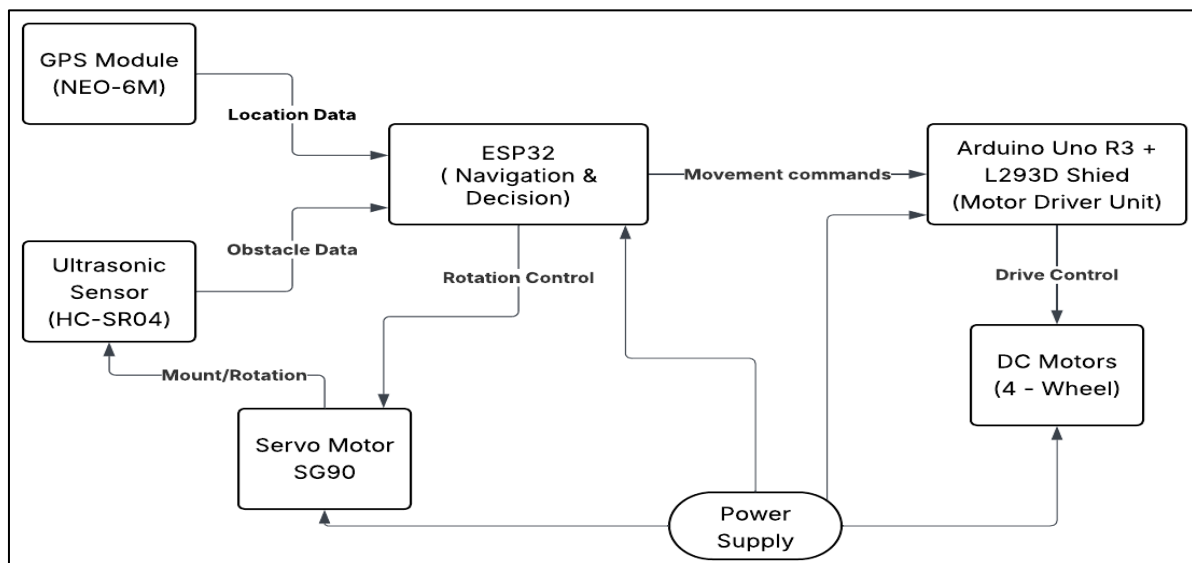 GPS Module
(NEO-6M)
Location Data
ESP32
( Navigation &
Decision)
Movement commands
Arduino Uno R3 +
L293D Shied
(Motor Driver Unit)
Obstacle Data
Ultrasonic
Sensor
(HC-SR04)
Rotation Control
Drive Control
Mount/Rotation
DC Motors
(4 - Wheel)
Servo Motor
SG90
Power
Supply